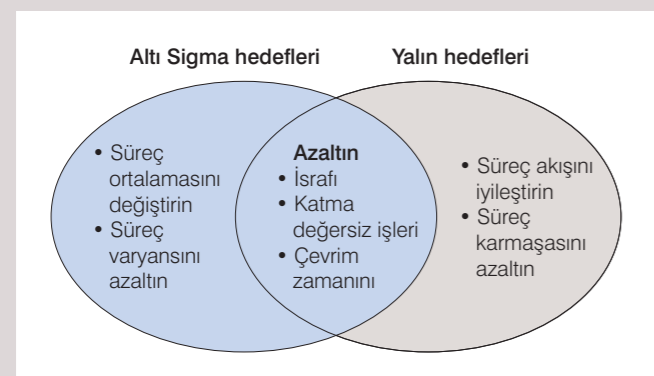 Altı Sigma hedefleri
Yalın hedefleri
• Süreç
ortalamasını
değiştirin
• Süreç
varyansını
azaltın
Azaltın
• İsrafı
• Katma
değersiz işleri
• Çevrim
zamanını
• Süreç akışını
iyileştirin
• Süreç
karmaşasını
azaltın